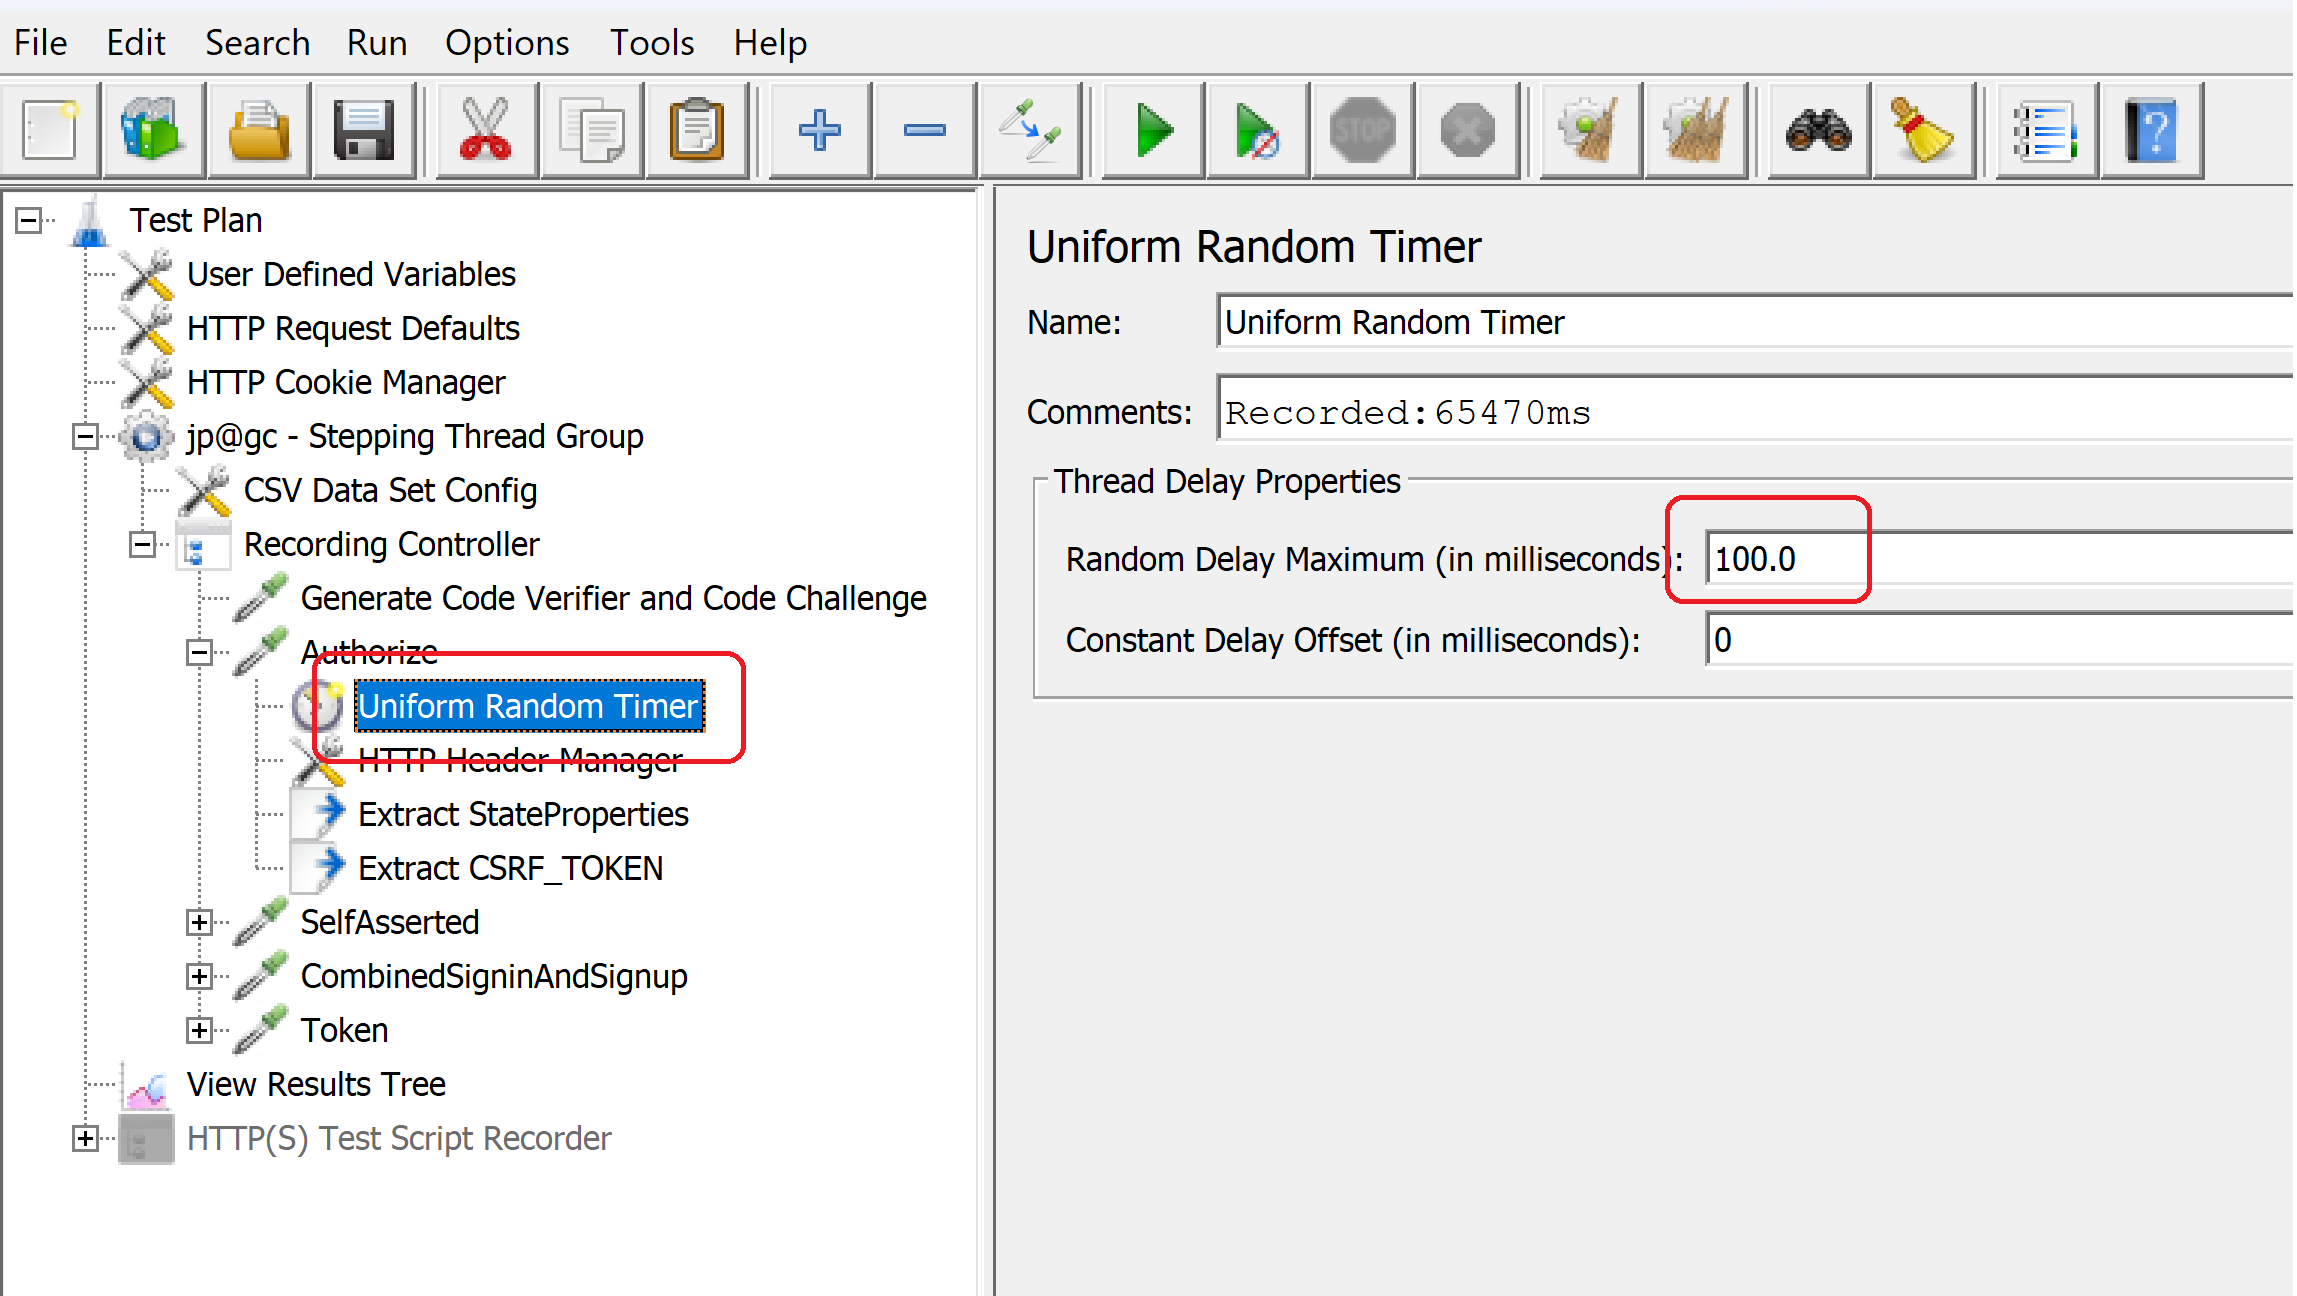 File Edit Search Run Options Tools Help
STOP
?
Test Plan
User Defined Variables
HTTP Request Defaults
HTTP Cookie Manager
jp@gc - Stepping Thread Group
CSV Data Set Config
Recording Controller
Generate Code Verifier and Code Challenge
Authorize
Uniform Random Timer
HTTP Header Manager
Extract StateProperties
Extract CSRF_TOKEN
SelfAsserted
CombinedSigninAndSignup
Token
View Results Tree
HTTP(S) Test Script Recorder
Uniform Random Timer
Name: Uniform Random Timer
Comments: Recorded:65470ms
Thread Delay Properties
Random Delay Maximum (in milliseconds): 100.0
Constant Delay Offset (in milliseconds): 0